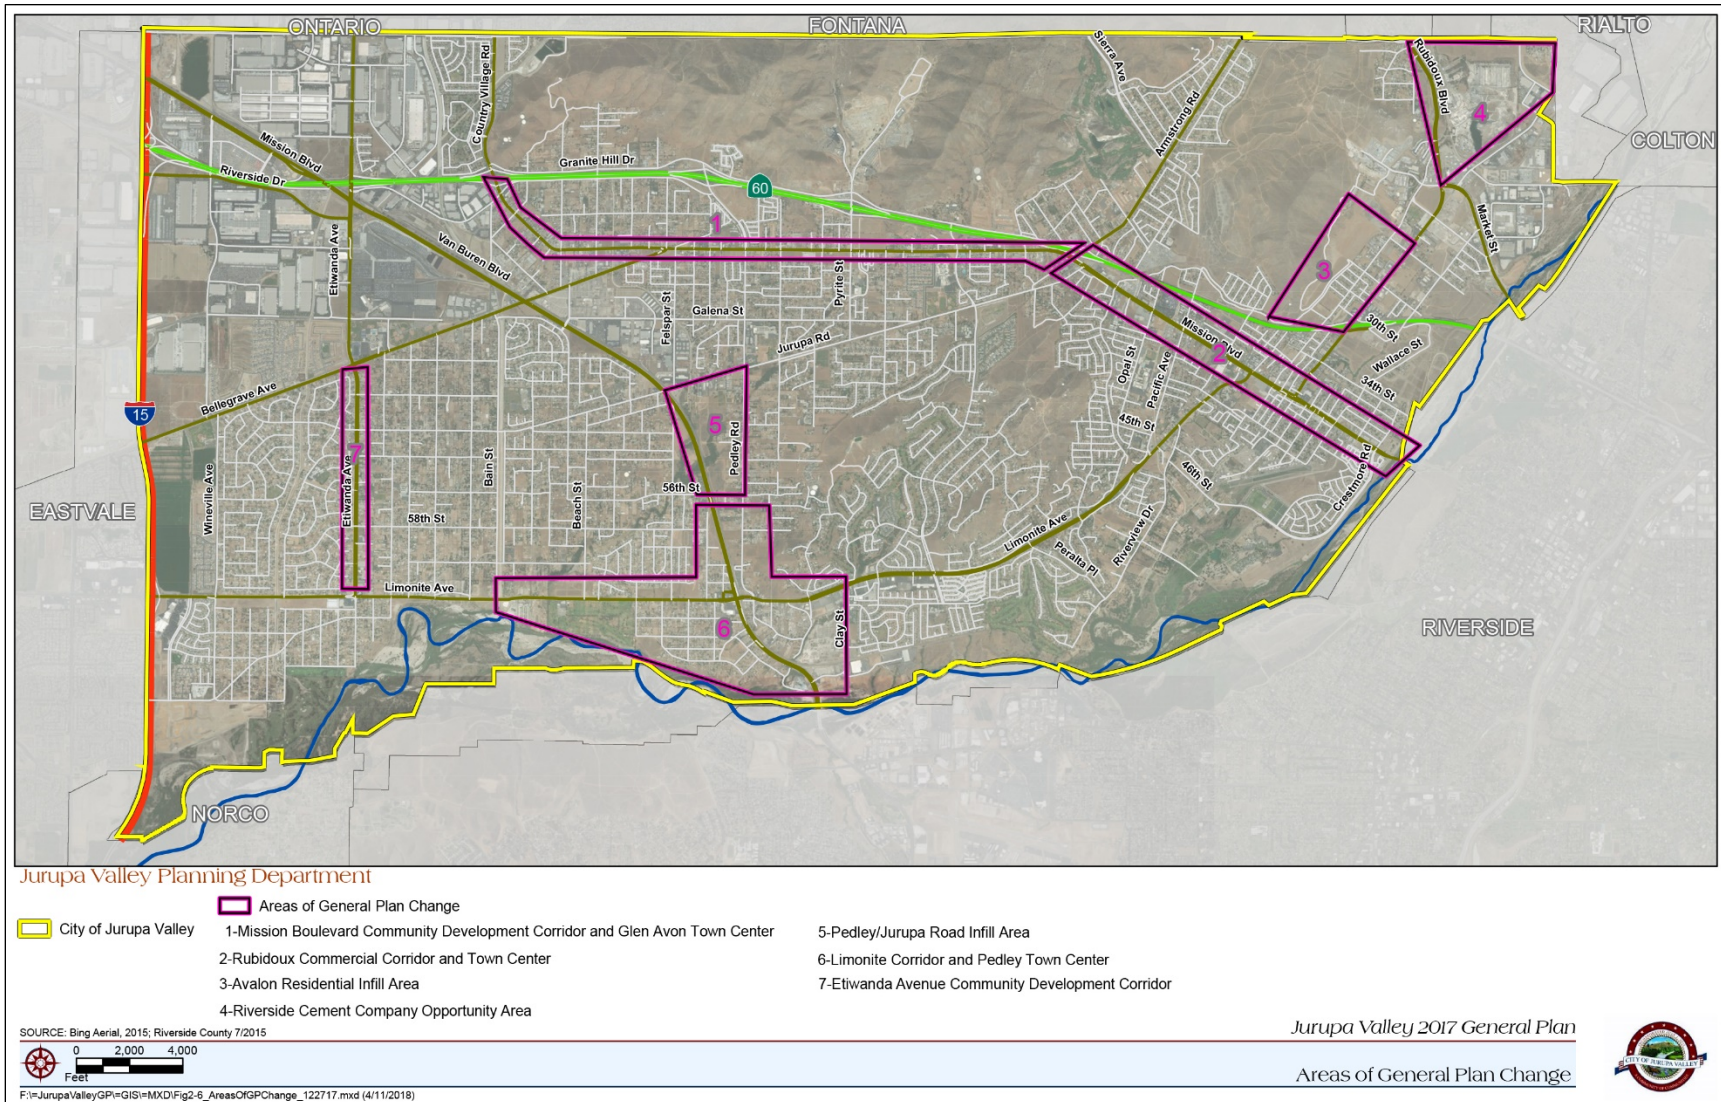 ONTARIO
FONTANA
RIALTO
COLTON
EASTVALE
NORCO
RIVERSIDE
Country Village Rd
Sierra Ave
Armstrong Rd
Rubidoux Blvd
4
Mission Blvd
Riverside Dr
Granite Hill Dr
60
1
Etiwanda Ave
Van Buren Blvd
Market St
3
Felspar St
Galena St
Pyrite St
Jurupa Rd
Mission Blvd
2
30th St
Wallace St
34th St
Opal St
Pacific Ave
45th St
46th St
Crestmore Rd
Bellegrave Ave
15
5
Pedley Rd
56th St
7
Etiwanda Ave
Wineville Ave
Bain St
Beach St
58th St
Limonite Ave
Peralta Pl
Riverview Dr
Limonite Ave
6
Clay St
Jurupa Valley Planning Department
Areas of General Plan Change
City of Jurupa Valley
1-Mission Boulevard Community Development Corridor and Glen Avon Town Center
2-Rubidoux Commercial Corridor and Town Center
3-Avalon Residential Infill Area
4-Riverside Cement Company Opportunity Area
5-Pedley/Jurupa Road Infill Area
6-Limonite Corridor and Pedley Town Center
7-Etiwanda Avenue Community Development Corridor
SOURCE: Bing Aerial, 2015; Riverside County 7/2015
0 2,000 4,000
Feet
F:\=JurupaValleyGP\=GIS\=MXD\Fig2-6_AreasOfGPChange_122717.mxd (4/11/2018)
Jurupa Valley 2017 General Plan
Areas of General Plan Change
CITY OF JURUPA VALLEY